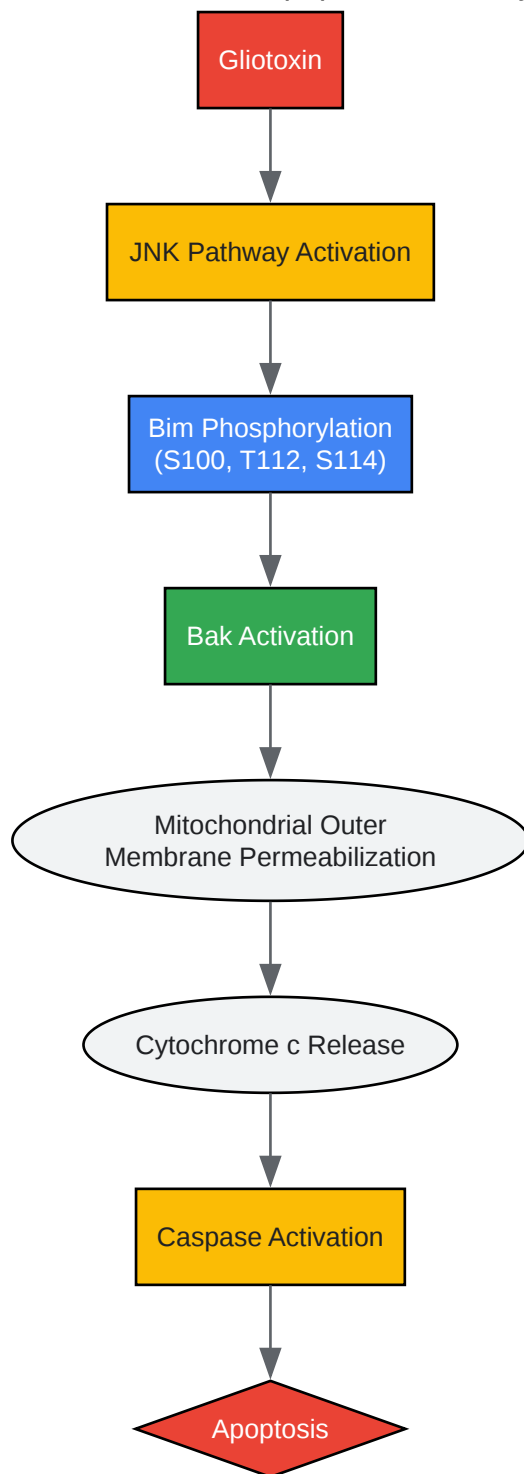 Gliotoxin
JNK Pathway Activation
Bim Phosphorylation
(S100, T112, S114)
Bak Activation
Mitochondrial Outer
Membrane Permeabilization
Cytochrome c Release
Caspase Activation
Apoptosis